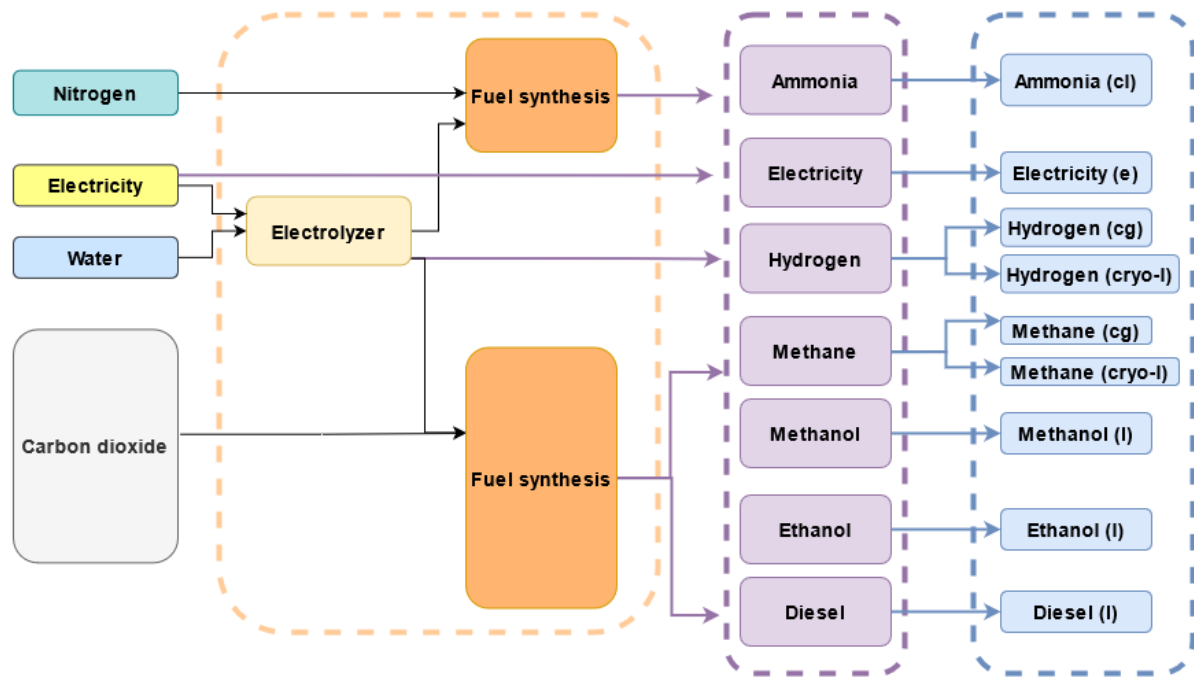 Nitrogen
Electricity
Water
Carbon dioxide
Electrolyzer
Fuel synthesis
Fuel synthesis
Ammonia
Electricity
Hydrogen
Methane
Methanol
Ethanol
Diesel
Ammonia (cl)
Electricity (e)
Hydrogen (cg)
Hydrogen (cryo-l)
Methane (cg)
Methane (cryo-l)
Methanol (l)
Ethanol (l)
Diesel (l)